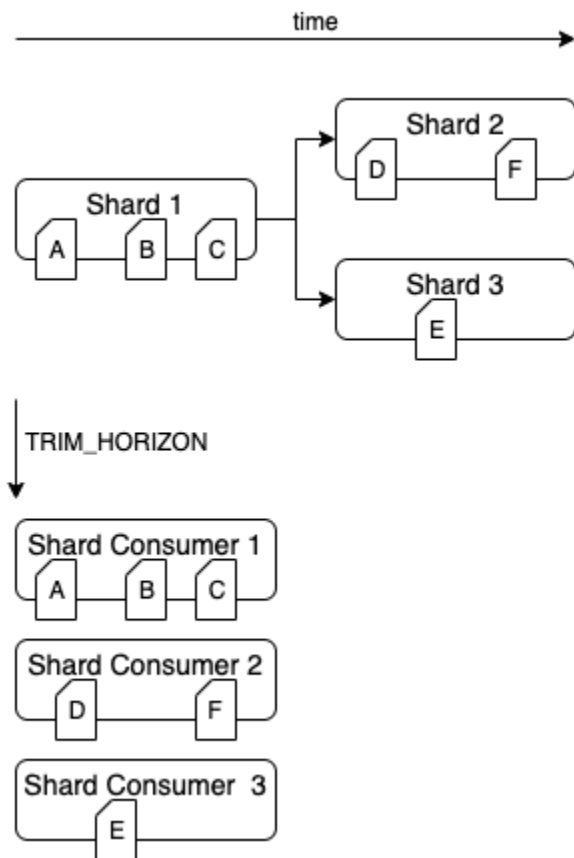 time
Shard 2
D
F
Shard 1
A
B
C
Shard 3
E
TRIM_HORIZON
Shard Consumer 1
A
B
C
Shard Consumer 2
D
F
Shard Consumer 3
E